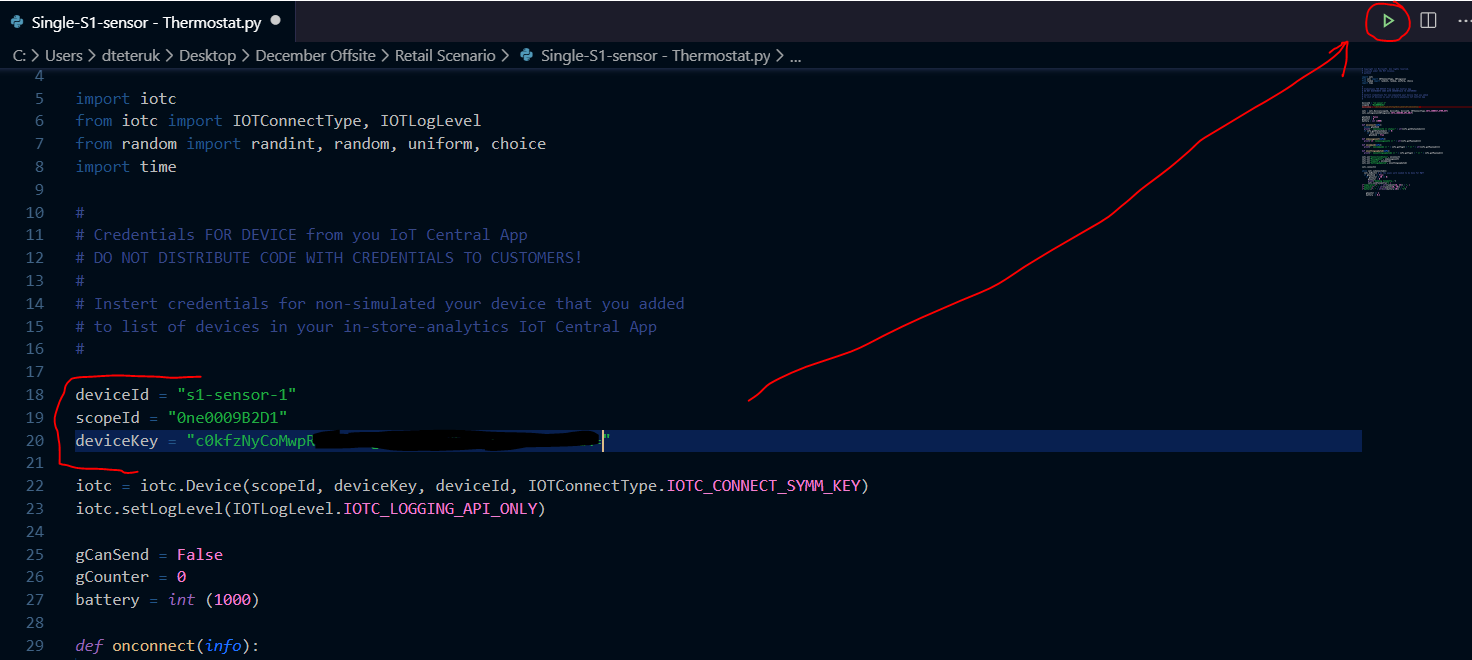 Single-S1-sensor - Thermostat.py
C: > Users > dteteruk > Desktop > December Offsite > Retail Scenario > Single-S1-sensor - Thermostat.py > ...
4
5 import iotc
6 from iotc import IOTConnectType, IOTLogLevel
7 from random import randint, random, uniform, choice
8 import time
9
10 #
11 # Credentials FOR DEVICE from you IoT Central App
12 # DO NOT DISTRIBUTE CODE WITH CREDENTIALS TO CUSTOMERS!
13 #
14 # Instert credentials for non-simulated your device that you added
15 # to list of devices in your in-store-analytics IoT Central App
16 #
17
18 deviceId = "s1-sensor-1"
19 scopeId = "0ne0009B2D1"
20 deviceKey = "c0kfzNyCoMwpR="
21
22 iotc = iotc.Device(scopeId, deviceKey, deviceId, IOTConnectType.IOTC_CONNECT_SYMM_KEY)
23 iotc.setLogLevel(IOTLogLevel.IOTC_LOGGING_API_ONLY)
24
25 gCanSend = False
26 gCounter = 0
27 battery = int (1000)
28
29 def onconnect(info):